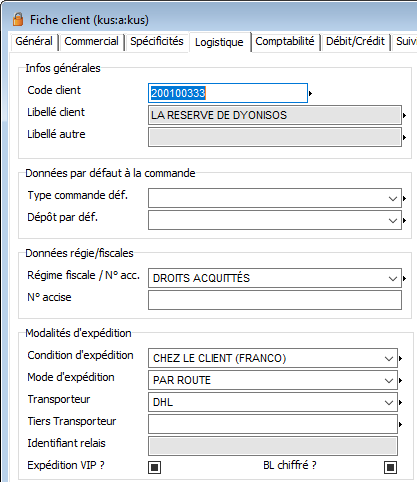 Fiche client (kus:a:kus)
Général Commercial Spécificités Logistique Comptabilité Débit/Crédit Suiv
Infos générales
Code client 200100333
Libellé client LA RESERVE DE DYONISOS
Libellé autre
Données par défaut à la commande
Type commande déf.
Dépôt par déf.
Données régie/fiscales
Régime fiscale / N° acc. DROITS ACQUITTÉS
N° accise
Modalités d'expédition
Condition d'expédition CHEZ LE CLIENT (FRANCO)
Mode d'expédition PAR ROUTE
Transporteur DHL
Tiers Transporteur
Identifiant relais
Expédition VIP ? BL chiffré ?